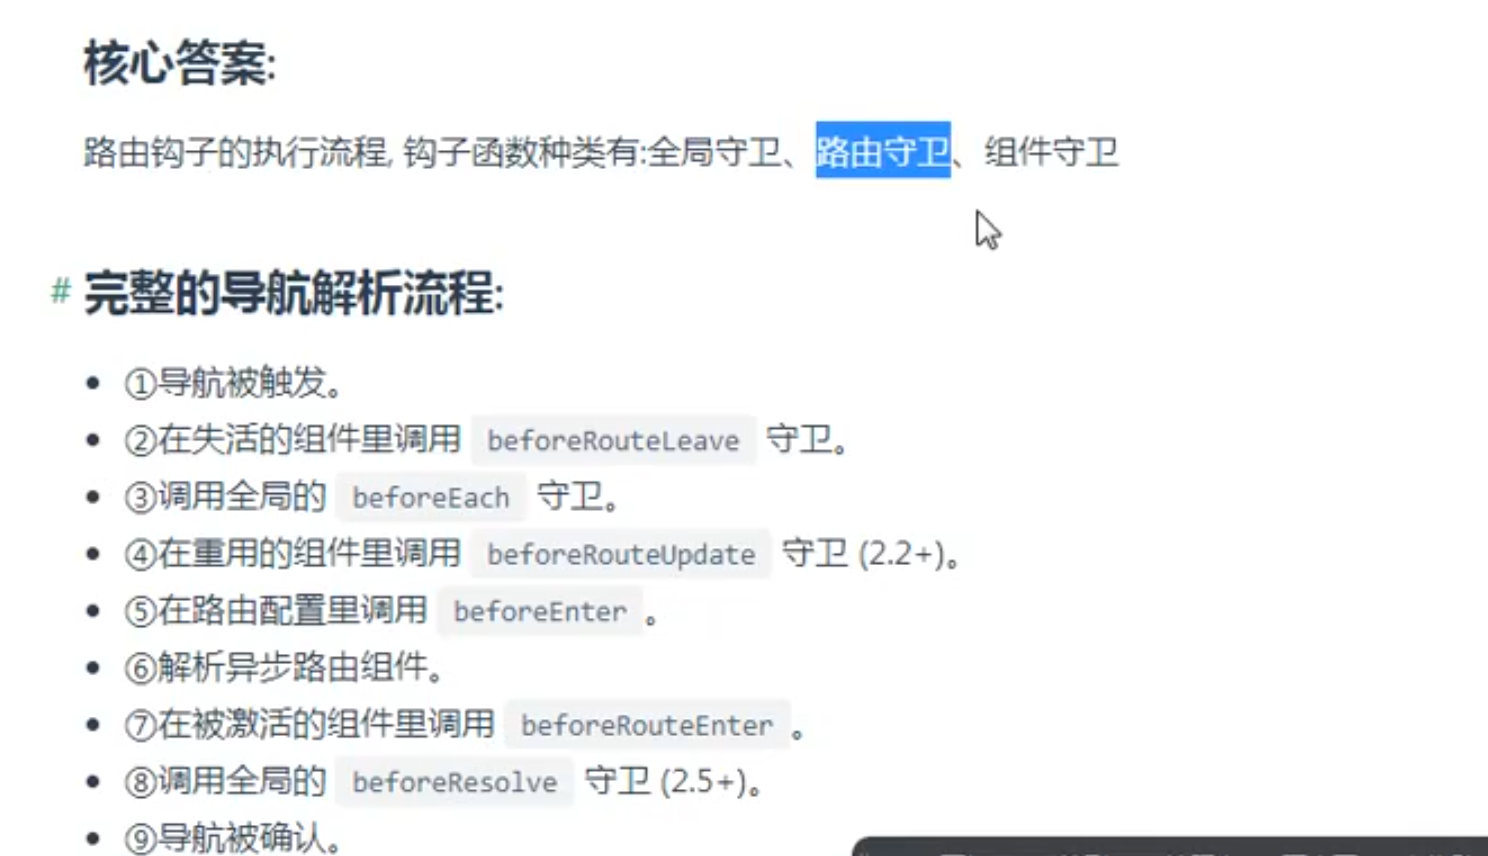 核心答案:
路由钩子的执行流程, 钩子函数种类有:全局守卫、路由守卫、组件守卫
# 完整的导航解析流程:
• ①导航被触发。
• ②在失活的组件里调用 beforeRouteLeave 守卫。
• ③调用全局的 beforeEach 守卫。
• ④在重用的组件里调用 beforeRouteUpdate 守卫 (2.2+)。
• ⑤在路由配置里调用 beforeEnter 。
• ⑥解析异步路由组件。
• ⑦在被激活的组件里调用 beforeRouteEnter 。
• ⑧调用全局的 beforeResolve 守卫 (2.5+)。
• ⑨导航被确认。